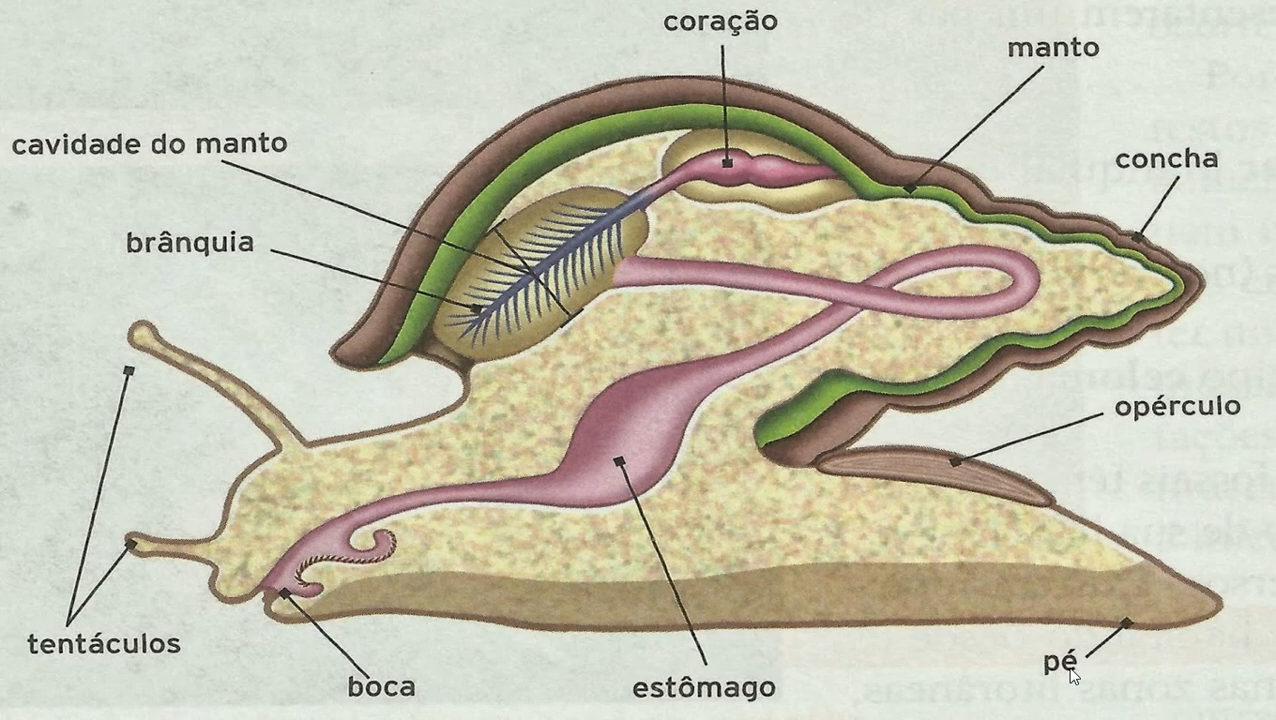 coração
manto
cavidade do manto
concha
brânquia
opérculo
tentáculos
boca
estômago
pé